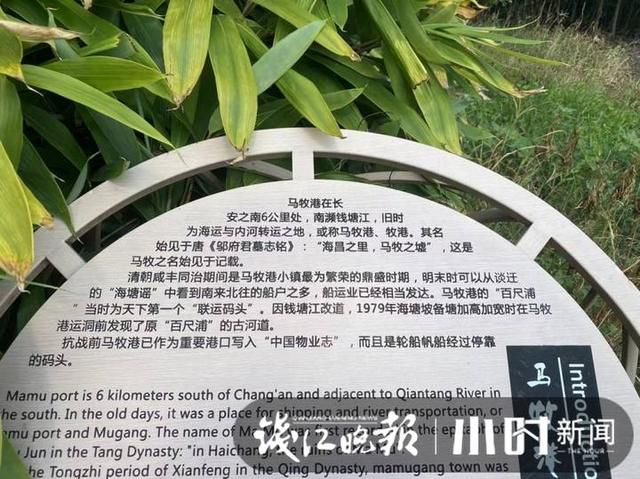 马牧港在长
安之南6公里处，南濒钱塘江，旧时
为海运与内河转运之地，或称马牧巷、牧港。其名
始见于唐《邬府君墓志铭》：“海昌之里，马牧之墟”，这是
马牧之名始见于记载。
清朝咸丰同治期间是马牧港小镇最为繁荣的鼎盛时期，明末时可以从谈迁
的“海塘谣”中看到南来北往的船户之多，船运业已经相当发达。马牧港的“百尺浦
”当时为天下第一个“联运码头”。因钱塘江改道，1979年海塘坡备塘加高加宽时在马牧
港运洞前发现了原“百尺浦”的古河道。
抗战前马牧港已作为重要港口写入“中国物业志”，而且是轮船帆船经过停靠
的码头。
Mamu port is 6 kilometers south of Chang'an and adjacent to Qiantang River in
the south. In the old days, it was a place for shipping and river transportation, or
mu port and Mugang. The name of Ma first of
Jun in the Tang Dynasty: "in Haichang,
the Tongzhi period of Xianfeng in the Qing Dynasty, mamugang town was
马牧港
Introduction
钱江晚报
小时新闻
THE HOUR